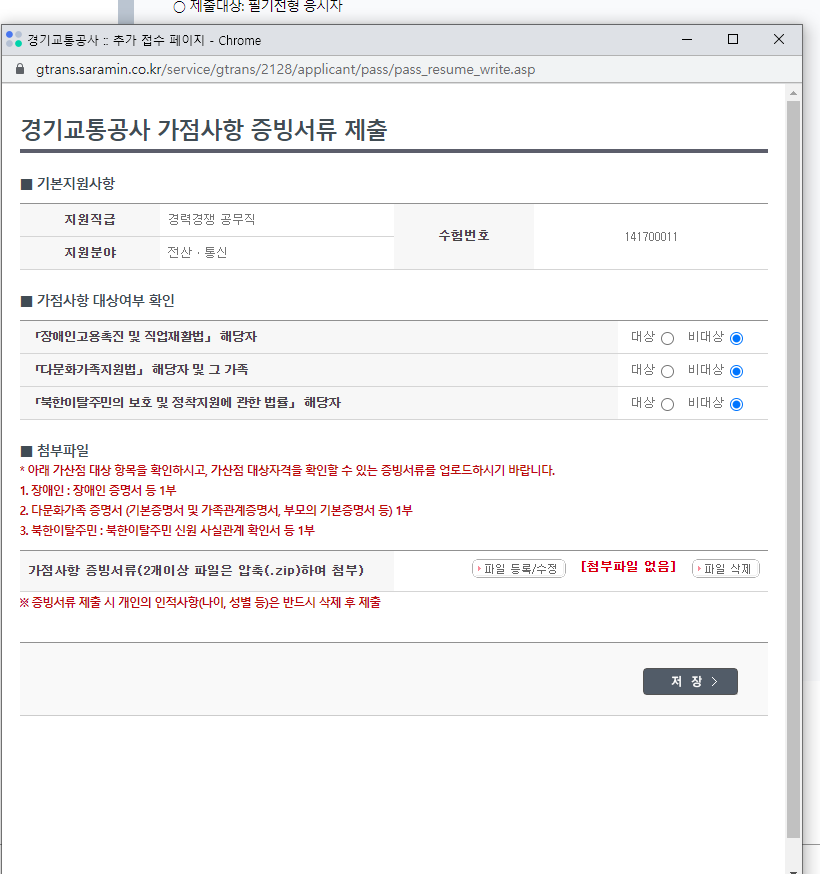 ○ 제출대상: 필기전형 응시자
경기교통공사 :: 추가 접수 페이지 - Chrome
gtrans.saramin.co.kr/service/gtrans/2128/applicant/pass/pass_resume_write.asp
경기교통공사 가점사항 증빙서류 제출
■ 기본지원사항
지원직급 경력경쟁 공무직
수험번호 141700011
지원분야 전산 · 통신
■ 가점사항 대상여부 확인
「장애인고용촉진 및 직업재활법」 해당자 대상 비대상
「다문화가족지원법」 해당자 및 그 가족 대상 비대상
「북한이탈주민의 보호 및 정착지원에 관한 법률」 해당자 대상 비대상
■ 첨부파일
* 아래 가산점 대상 항목을 확인하시고, 가산점 대상자격을 확인할 수 있는 증빙서류를 업로드하시기 바랍니다.
1. 장애인 : 장애인 증명서 등 1부
2. 다문화가족 증명서 (기본증명서 및 가족관계증명서, 부모의 기본증명서 등) 1부
3. 북한이탈주민 : 북한이탈주민 신원 사실관계 확인서 등 1부
가점사항 증빙서류(2개이상 파일은 압축(.zip)하여 첨부) 파일 등록/수정 [첨부파일 없음] 파일 삭제
※ 증빙서류 제출 시 개인의 인적사항(나이, 성별 등)은 반드시 삭제 후 제출
저 장 >